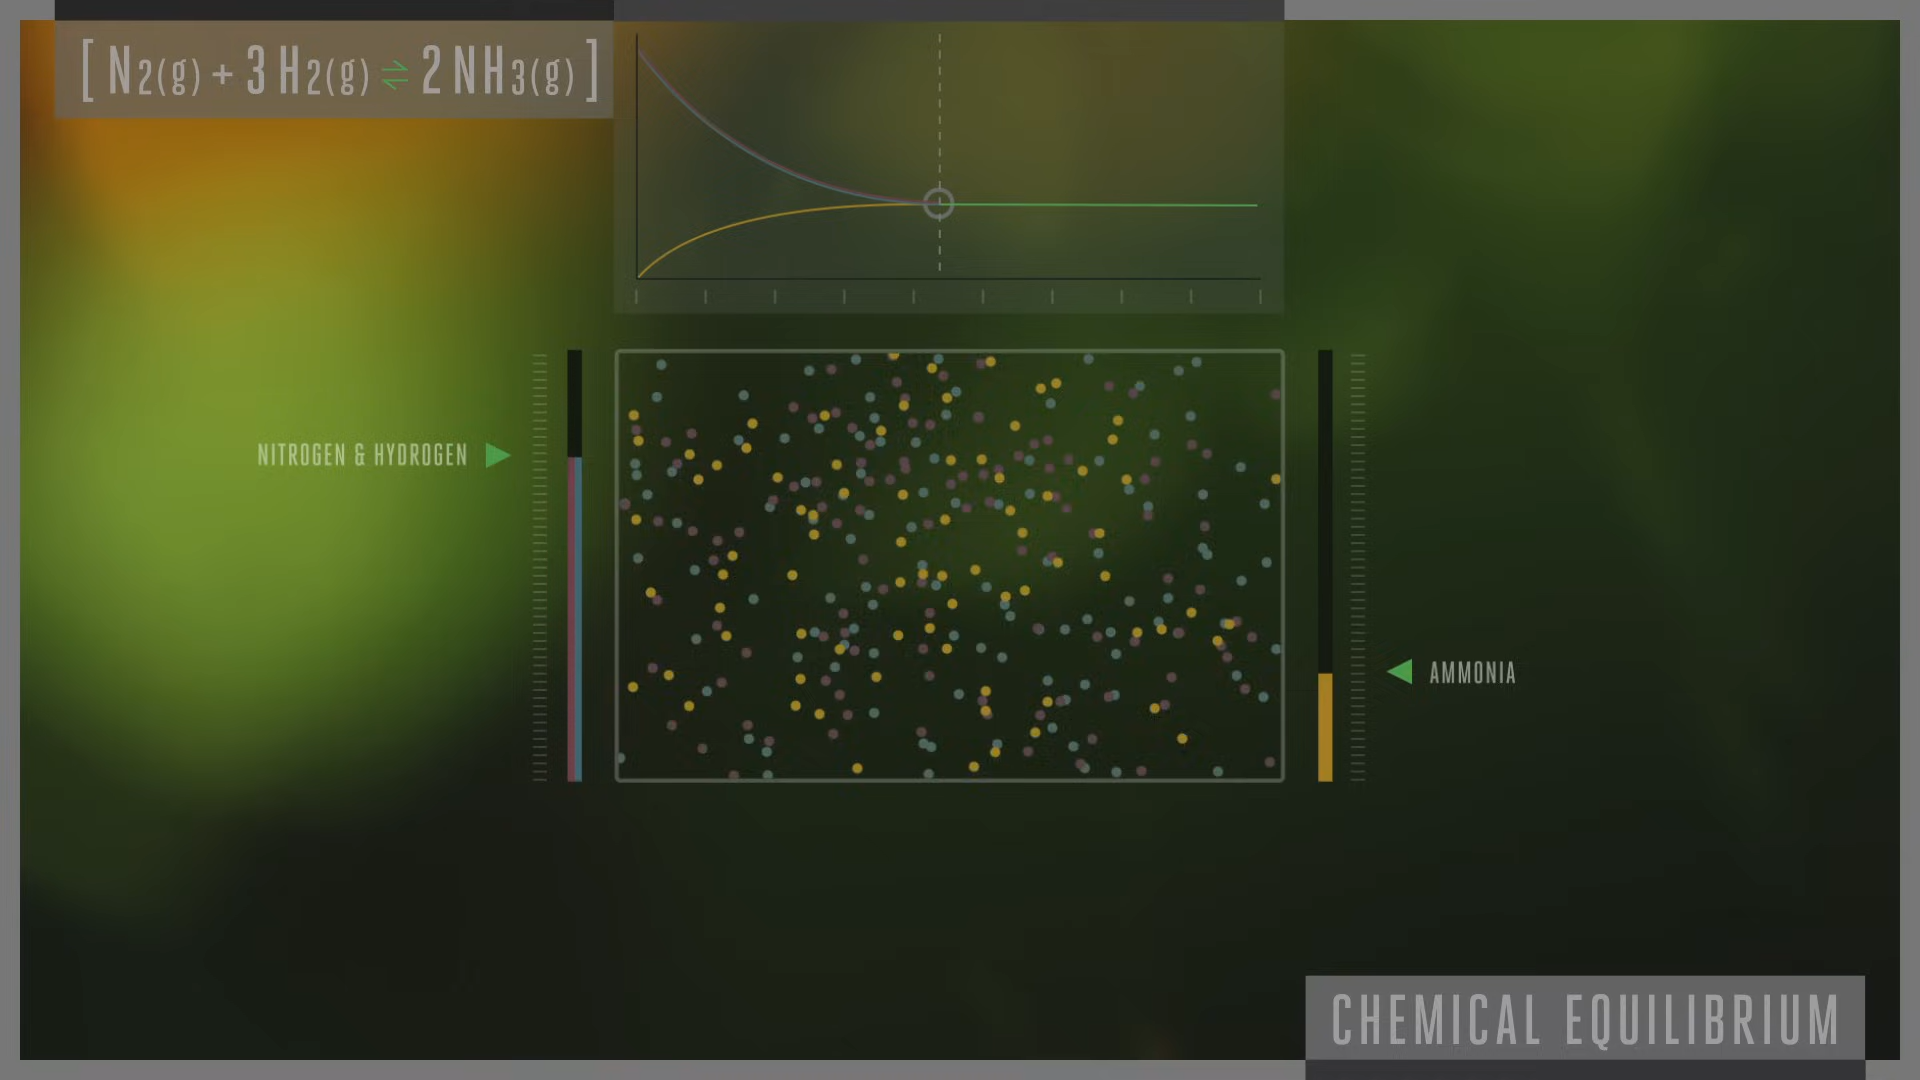 [ N2(g) + 3 H2(g) ⇌ 2 NH3(g) ]
NITROGEN & HYDROGEN
AMMONIA
CHEMICAL EQUILIBRIUM